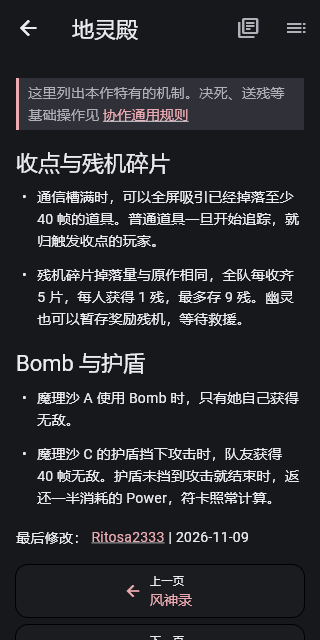 地灵殿
这里列出本作特有的机制。决死、送残等
基础操作见 协作通用规则
收点与残机碎片
• 通信槽满时，可以全屏吸引已经掉落至少
40 帧的道具。普通道具一旦开始追踪，就
归触发收点的玩家。
• 残机碎片掉落量与原作相同，全队每收齐
5 片，每人获得 1 残，最多存 9 残。幽灵
也可以暂存奖励残机，等待救援。
Bomb 与护盾
• 魔理沙 A 使用 Bomb 时，只有她自己获得
无敌。
• 魔理沙 C 的护盾挡下攻击时，队友获得
40 帧无敌。护盾未挡到攻击就结束时，返
还一半消耗的 Power，符卡照常计算。
最后修改： Ritosa2333 | 2026-11-09
上一页
风神录